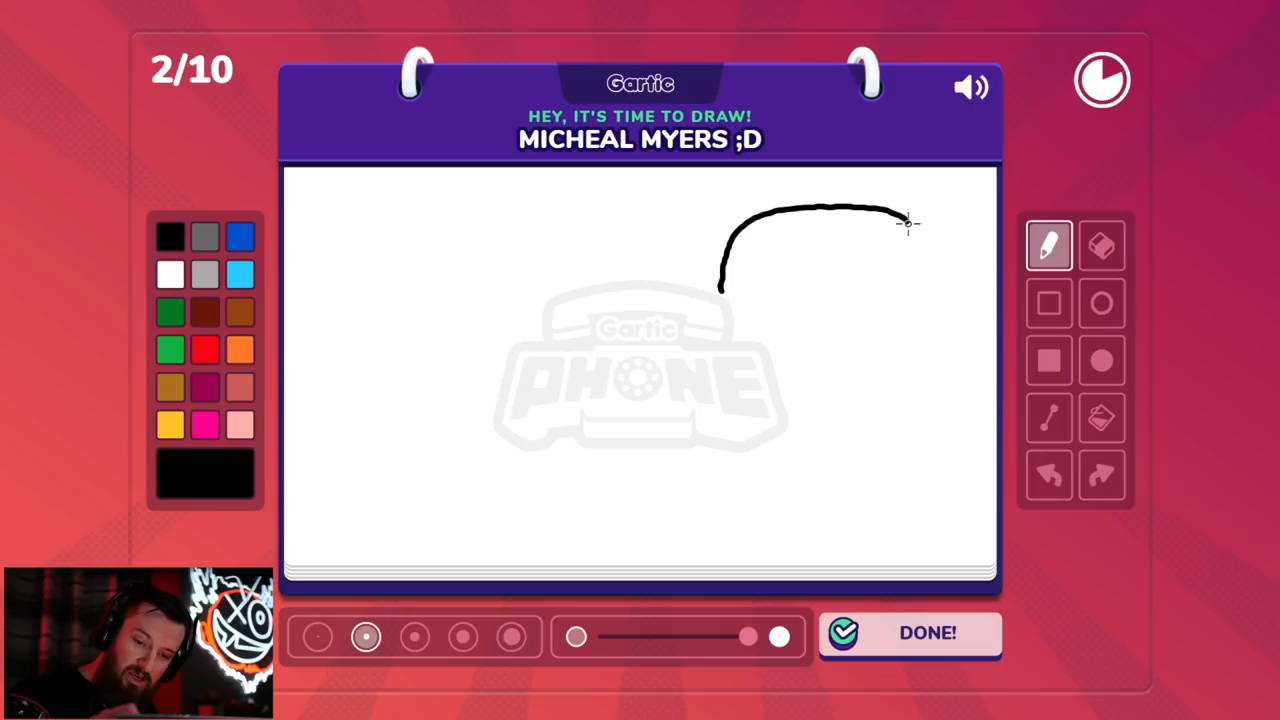 2/10
Gartic
HEY, IT'S TIME TO DRAW!
MICHEAL MYERS ;D
Gartic
PHONE
DONE!